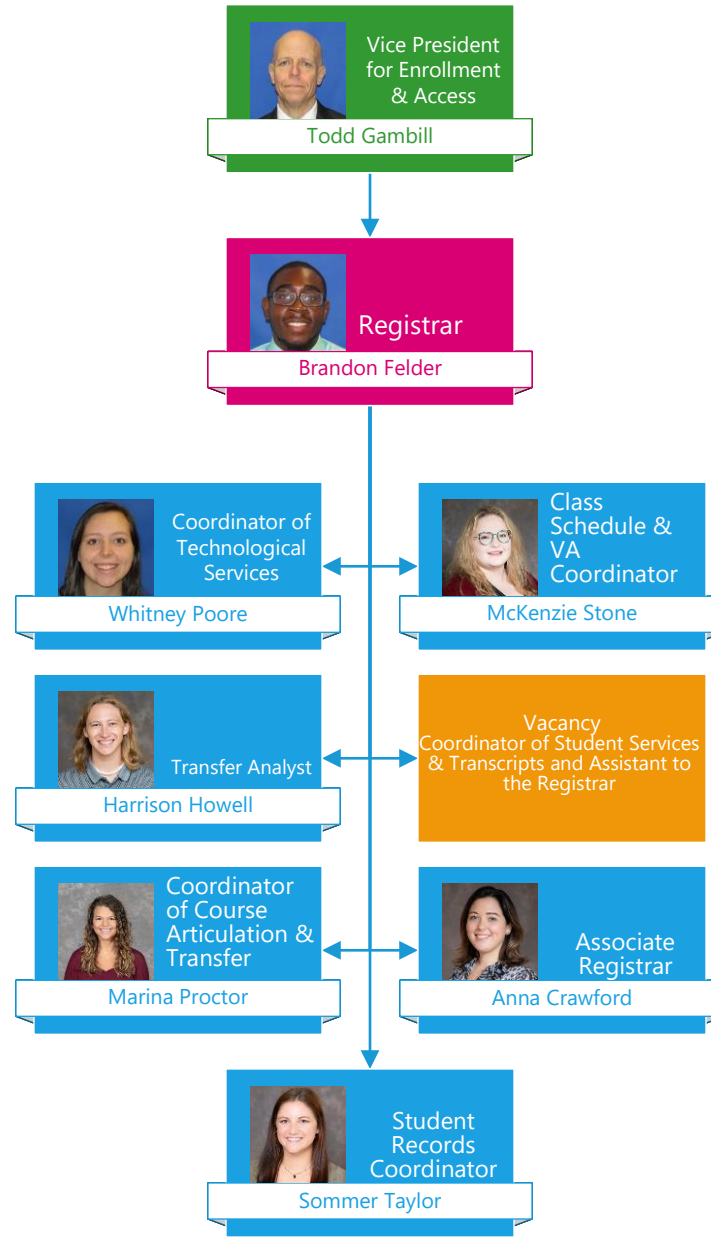 Vice President
for Enrollment
& Access
Todd Gambill
Registrar
Brandon Felder
Coordinator of
Technological
Services
Whitney Poore
Class
Schedule &
VA
Coordinator
McKenzie Stone
Transfer Analyst
Harrison Howell
Vacancy
Coordinator of Student Services
& Transcripts and Assistant to
the Registrar
Coordinator
of Course
Articulation &
Transfer
Marina Proctor
Associate
Registrar
Anna Crawford
Student
Records
Coordinator
Sommer Taylor